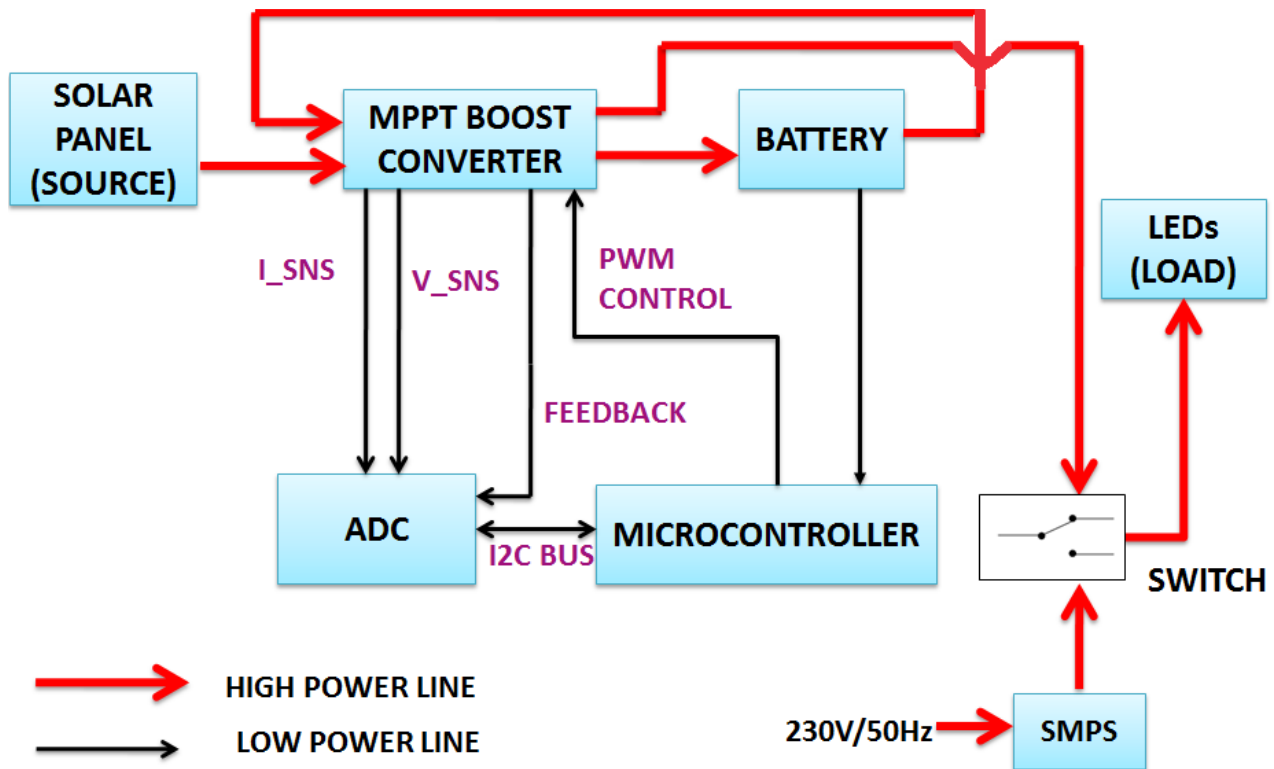 SOLAR
PANEL
(SOURCE)
MPPT BOOST
CONVERTER
BATTERY
LEDs
(LOAD)
I_SNS
V_SNS
PWM
CONTROL
FEEDBACK
ADC
I2C BUS
MICROCONTROLLER
SWITCH
HIGH POWER LINE
LOW POWER LINE
230V/50Hz
SMPS